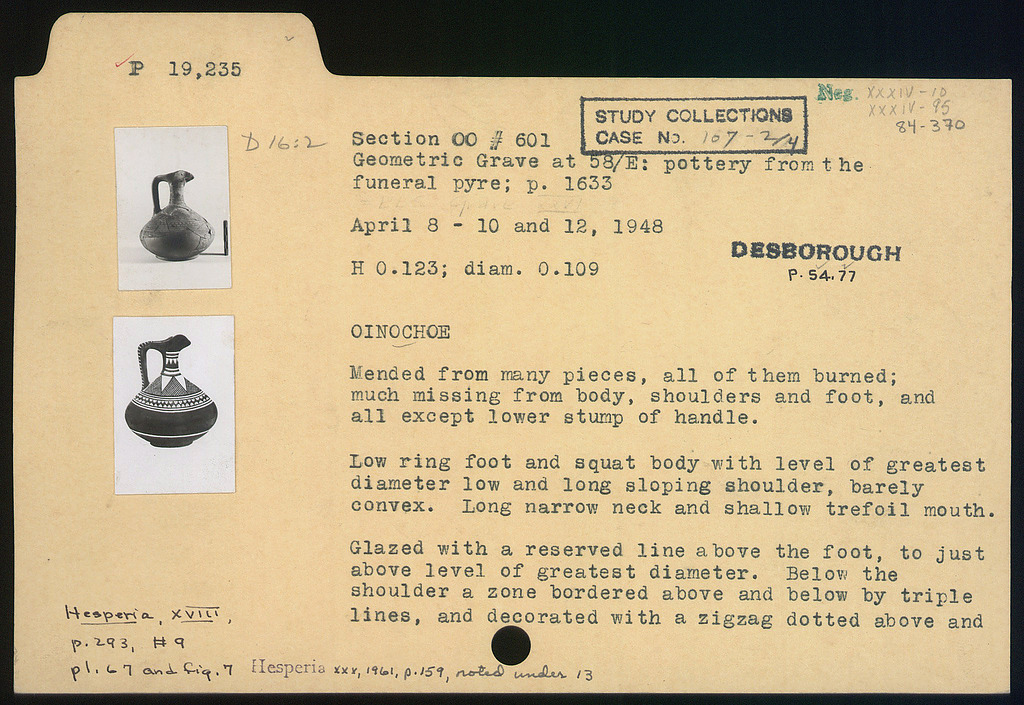 P 19,235
Neg. XXXIV-10
XXXIV-95
84-370
STUDY COLLECTIONS
CASE No. 107-2/4
D 16:2
Section OO # 601
Geometric Grave at 58/E: pottery from the
funeral pyre; p. 1633
April 8 - 10 and 12, 1948
DESBOROUGH
P. 54.77
H 0.123; diam. 0.109
OINOCHOE
Mended from many pieces, all of them burned;
much missing from body, shoulders and foot, and
all except lower stump of handle.
Low ring foot and squat body with level of greatest
diameter low and long sloping shoulder, barely
convex. Long narrow neck and shallow trefoil mouth.
Glazed with a reserved line above the foot, to just
above level of greatest diameter. Below the
shoulder a zone bordered above and below by triple
lines, and decorated with a zigzag dotted above and
Hesperia, XVIII,
p. 293, #9
pl. 67 and fig. 7
Hesperia xxx, 1961, p. 159, noted under 13